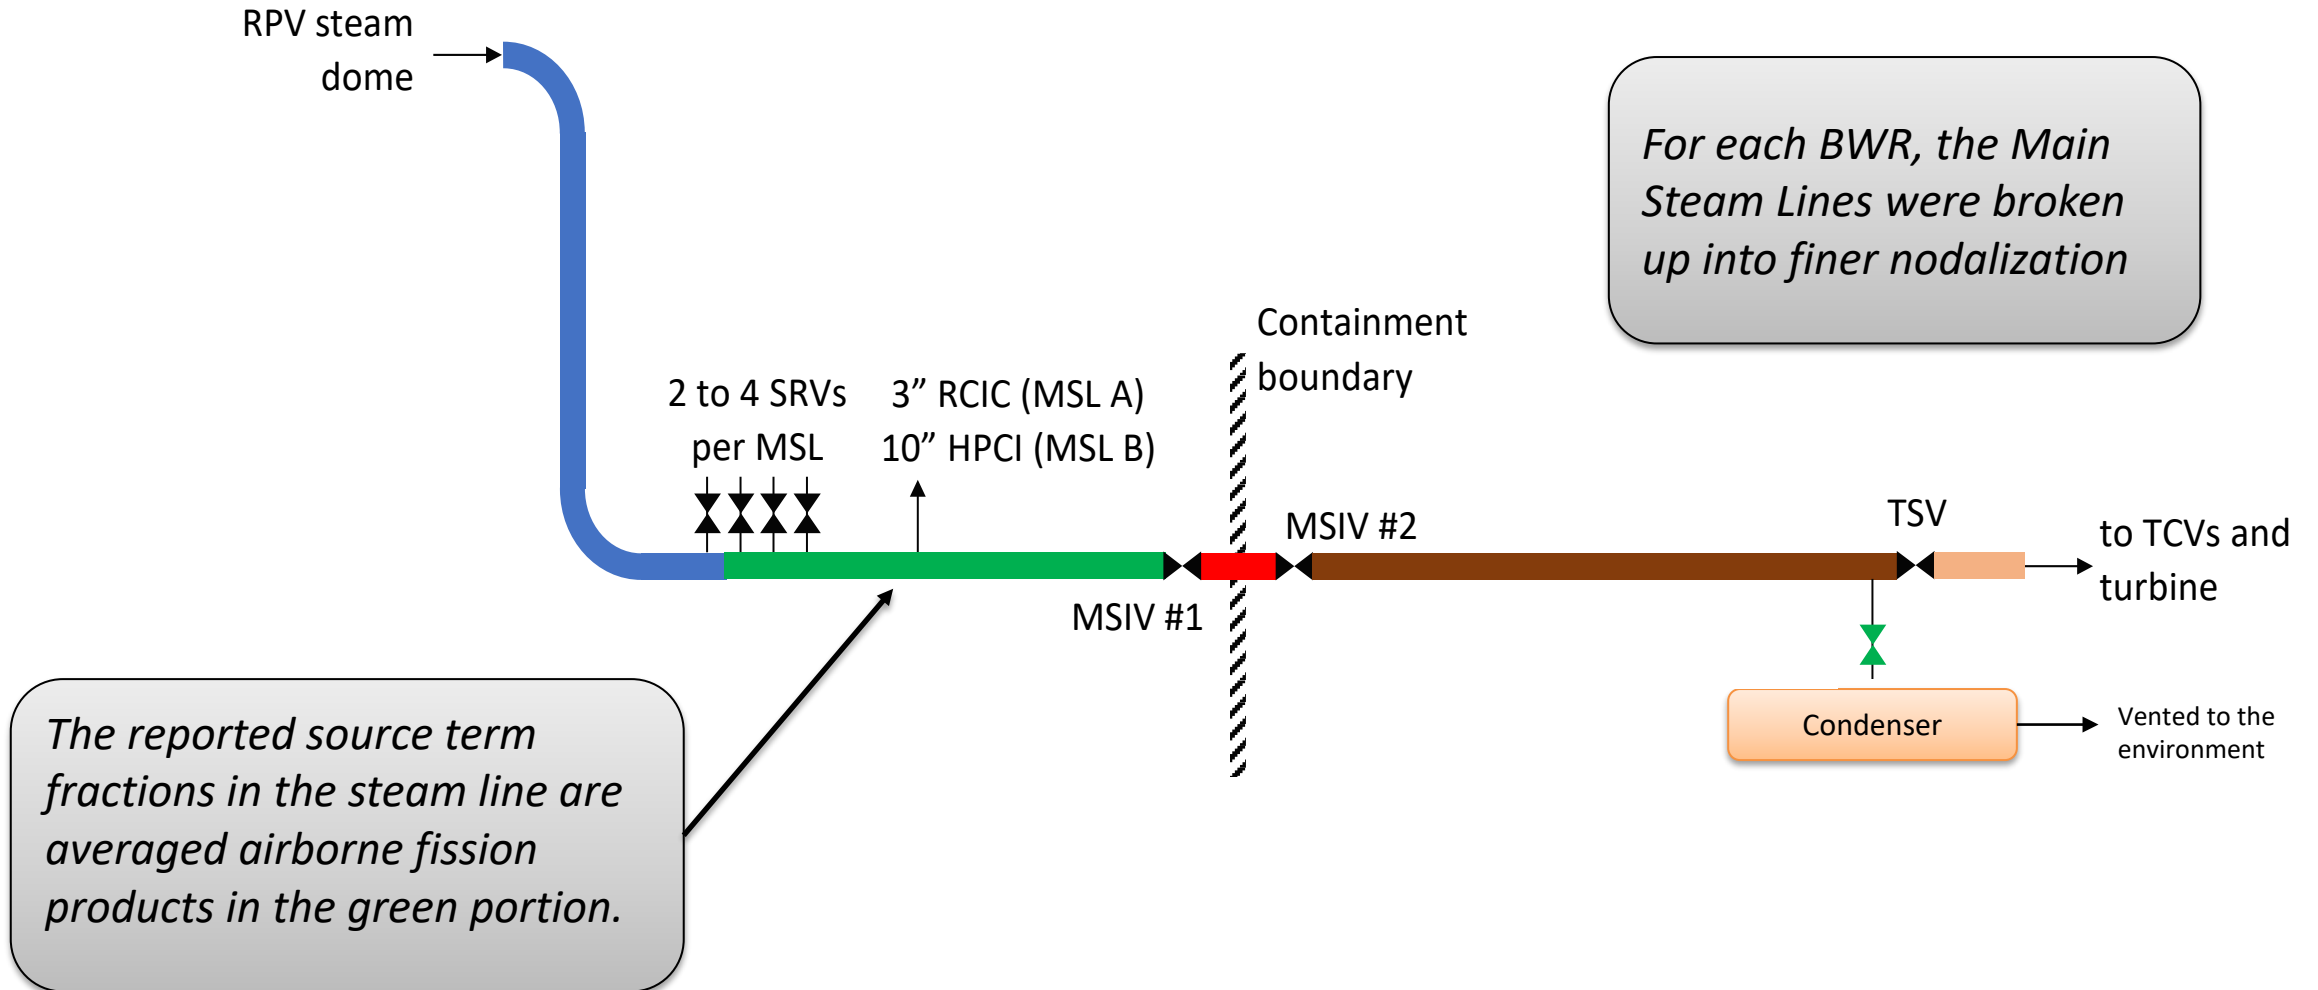 RPV steam
dome
For each BWR, the Main
Steam Lines were broken
up into finer nodalization
Containment
boundary
2 to 4 SRVs
per MSL
3” RCIC (MSL A)
10” HPCI (MSL B)
MSIV #1
MSIV #2
TSV
to TCVs and
turbine
Condenser
Vented to the
environment
The reported source term
fractions in the steam line are
averaged airborne fission
products in the green portion.